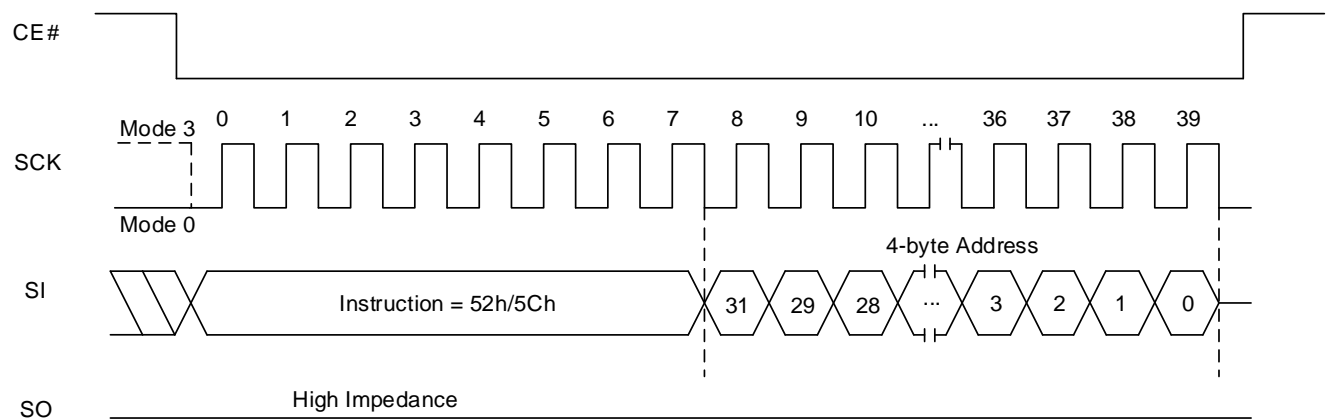 CE#
0 1 2 3 4 5 6 7 8 9 10 ... 36 37 38 39
Mode 3
SCK
Mode 0
4-byte Address
SI
Instruction = 52h/5Ch 31 29 28 ... 3 2 1 0
High Impedance
SO